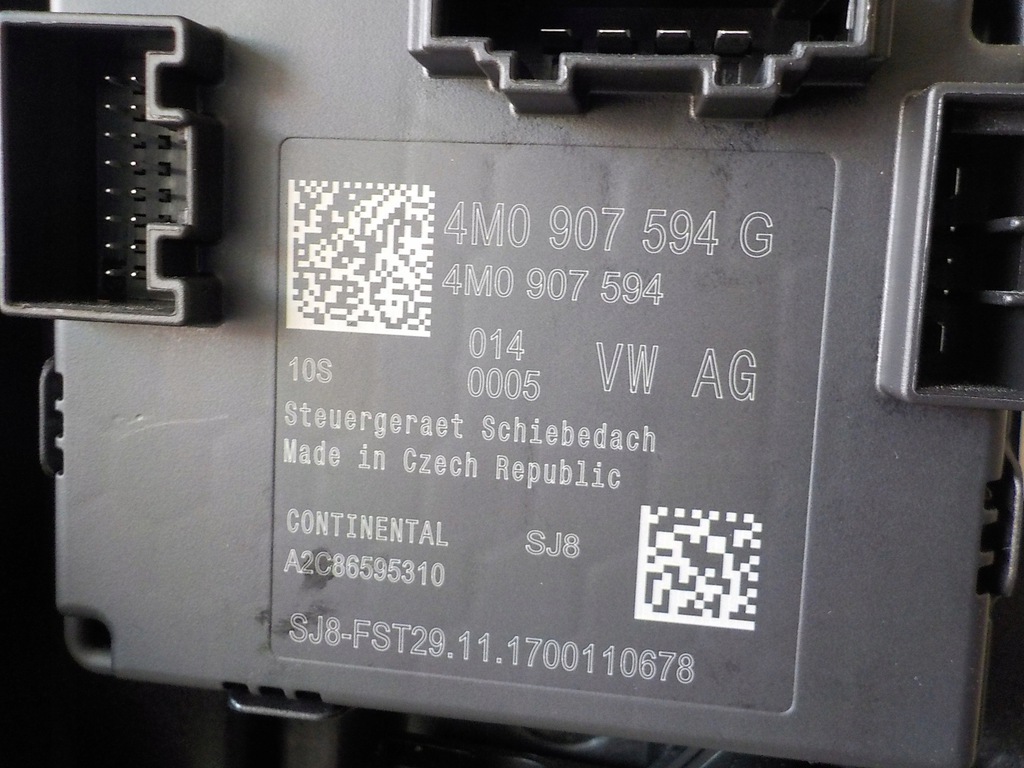 4M0 907 594 G
4M0 907 594
014
10S 0005 VW AG
Steuergeraet Schiebedach
Made in Czech Republic
CONTINENTAL SJ8
A2C86595310
SJ8-FST29.11.1700110678